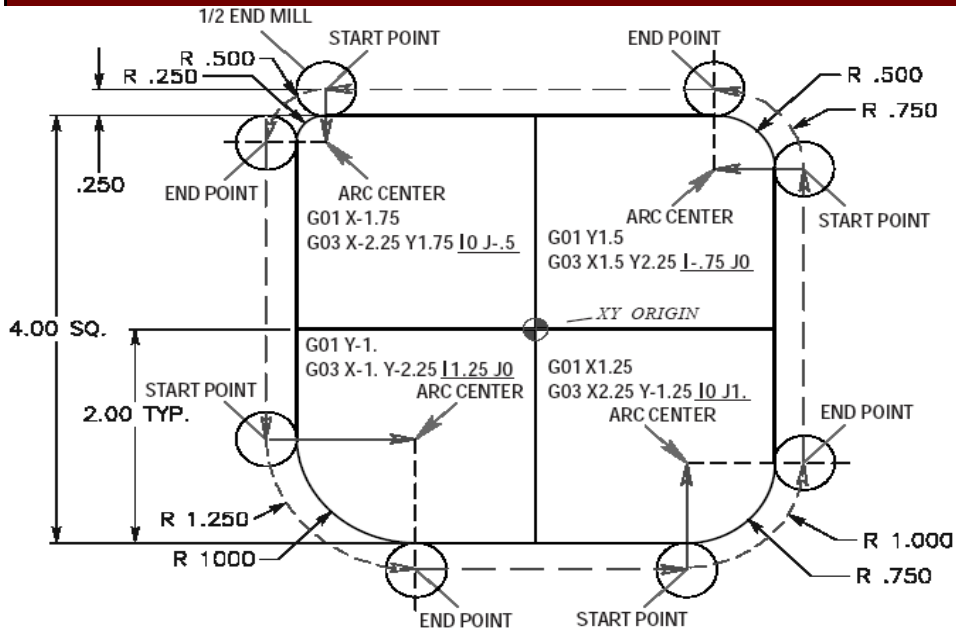 1/2 END MILL
START POINT
END POINT
R .500
R .250
R .500
R .750
.250
END POINT
ARC CENTER
G01 X-1.75
G03 X-2.25 Y1.75 I0 J-.5
ARC CENTER
START POINT
G01 Y1.5
G03 X1.5 Y2.25 I-.75 J0
4.00 SQ.
XY ORIGIN
G01 Y-1.
G03 X-1. Y-2.25 I1.25 J0
ARC CENTER
G01 X1.25
G03 X2.25 Y-1.25 I0 J1.
ARC CENTER
START POINT
2.00 TYP.
END POINT
R 1.250
R 1000
R 1.000
R .750
END POINT
START POINT